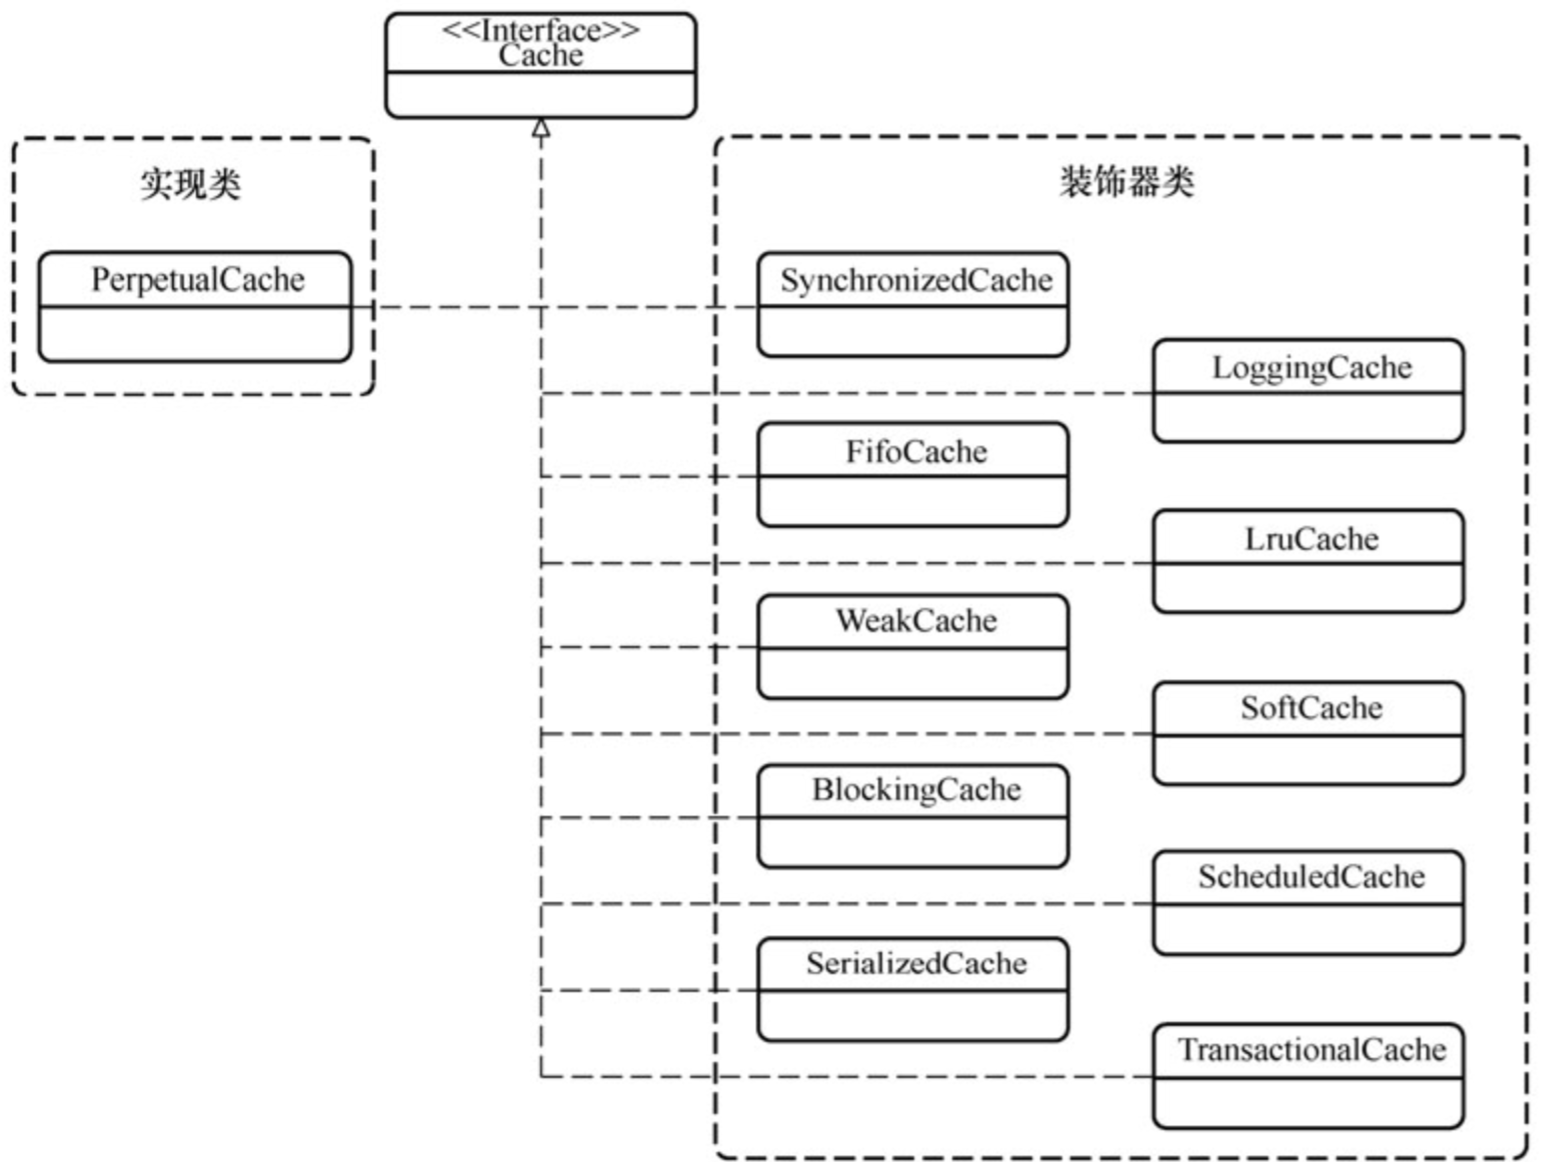 <<Interface>>
Cache
实现类
装饰器类
PerpetualCache
SynchronizedCache
LoggingCache
FifoCache
LruCache
WeakCache
SoftCache
BlockingCache
ScheduledCache
SerializedCache
TransactionalCache